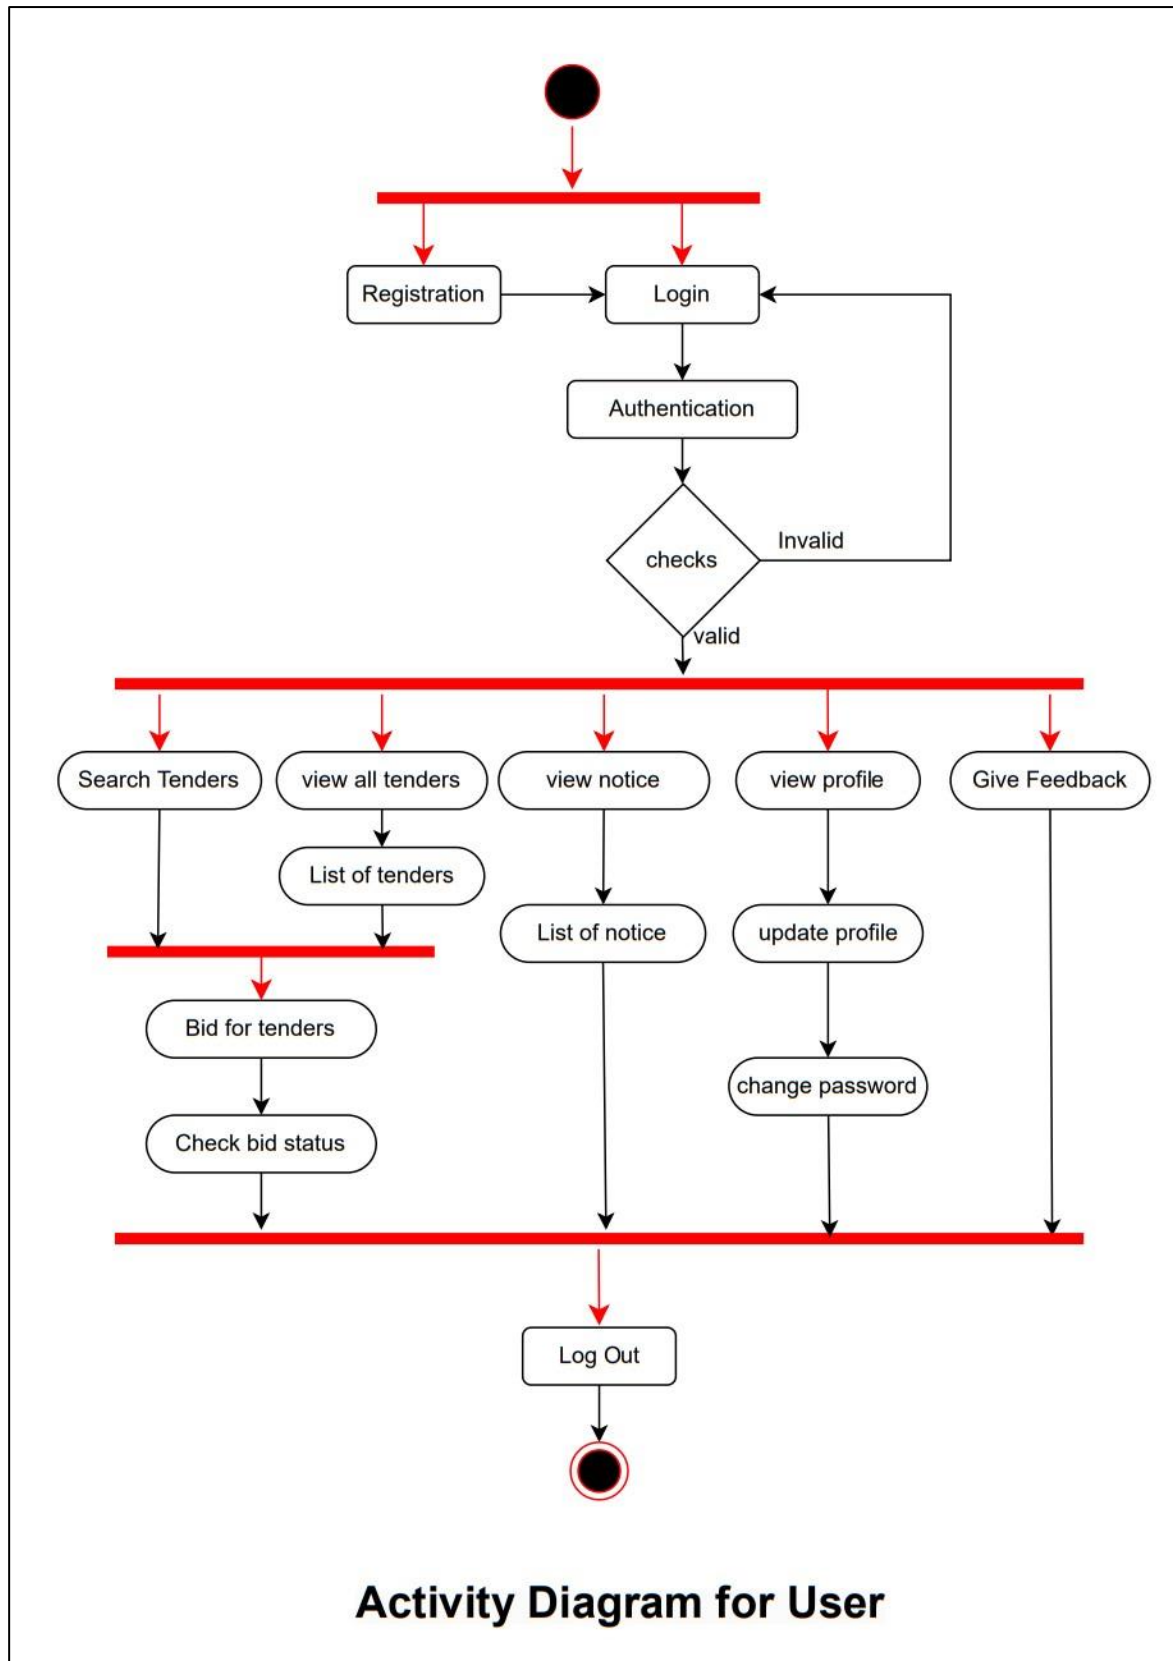 Registration
Login
Authentication
checks
Invalid
valid
Search Tenders
view all tenders
view notice
view profile
Give Feedback
List of tenders
List of notice
update profile
Bid for tenders
change password
Check bid status
Log Out
Activity Diagram for User